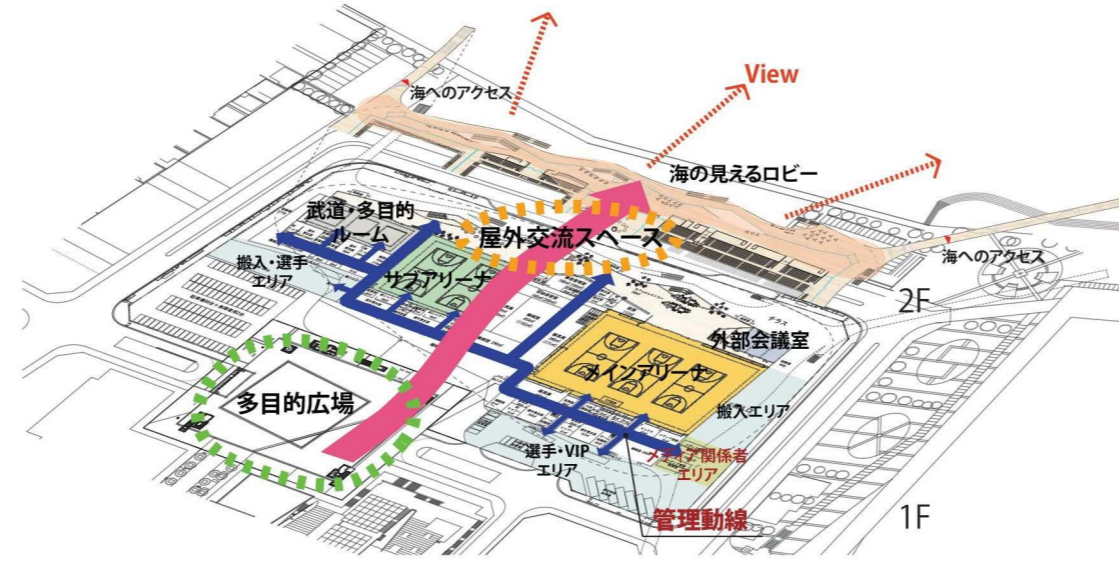 View
海へのアクセス
海の見えるロビー
武道・多目的
ルーム
屋外交流スペース
海へのアクセス
搬入・選手
エリア
サブアリーナ
2F
テラス
外部会議室
メインアリーナ
多目的広場
搬入エリア
選手・VIP
エリア
メディア関係者
エリア
管理動線
1F